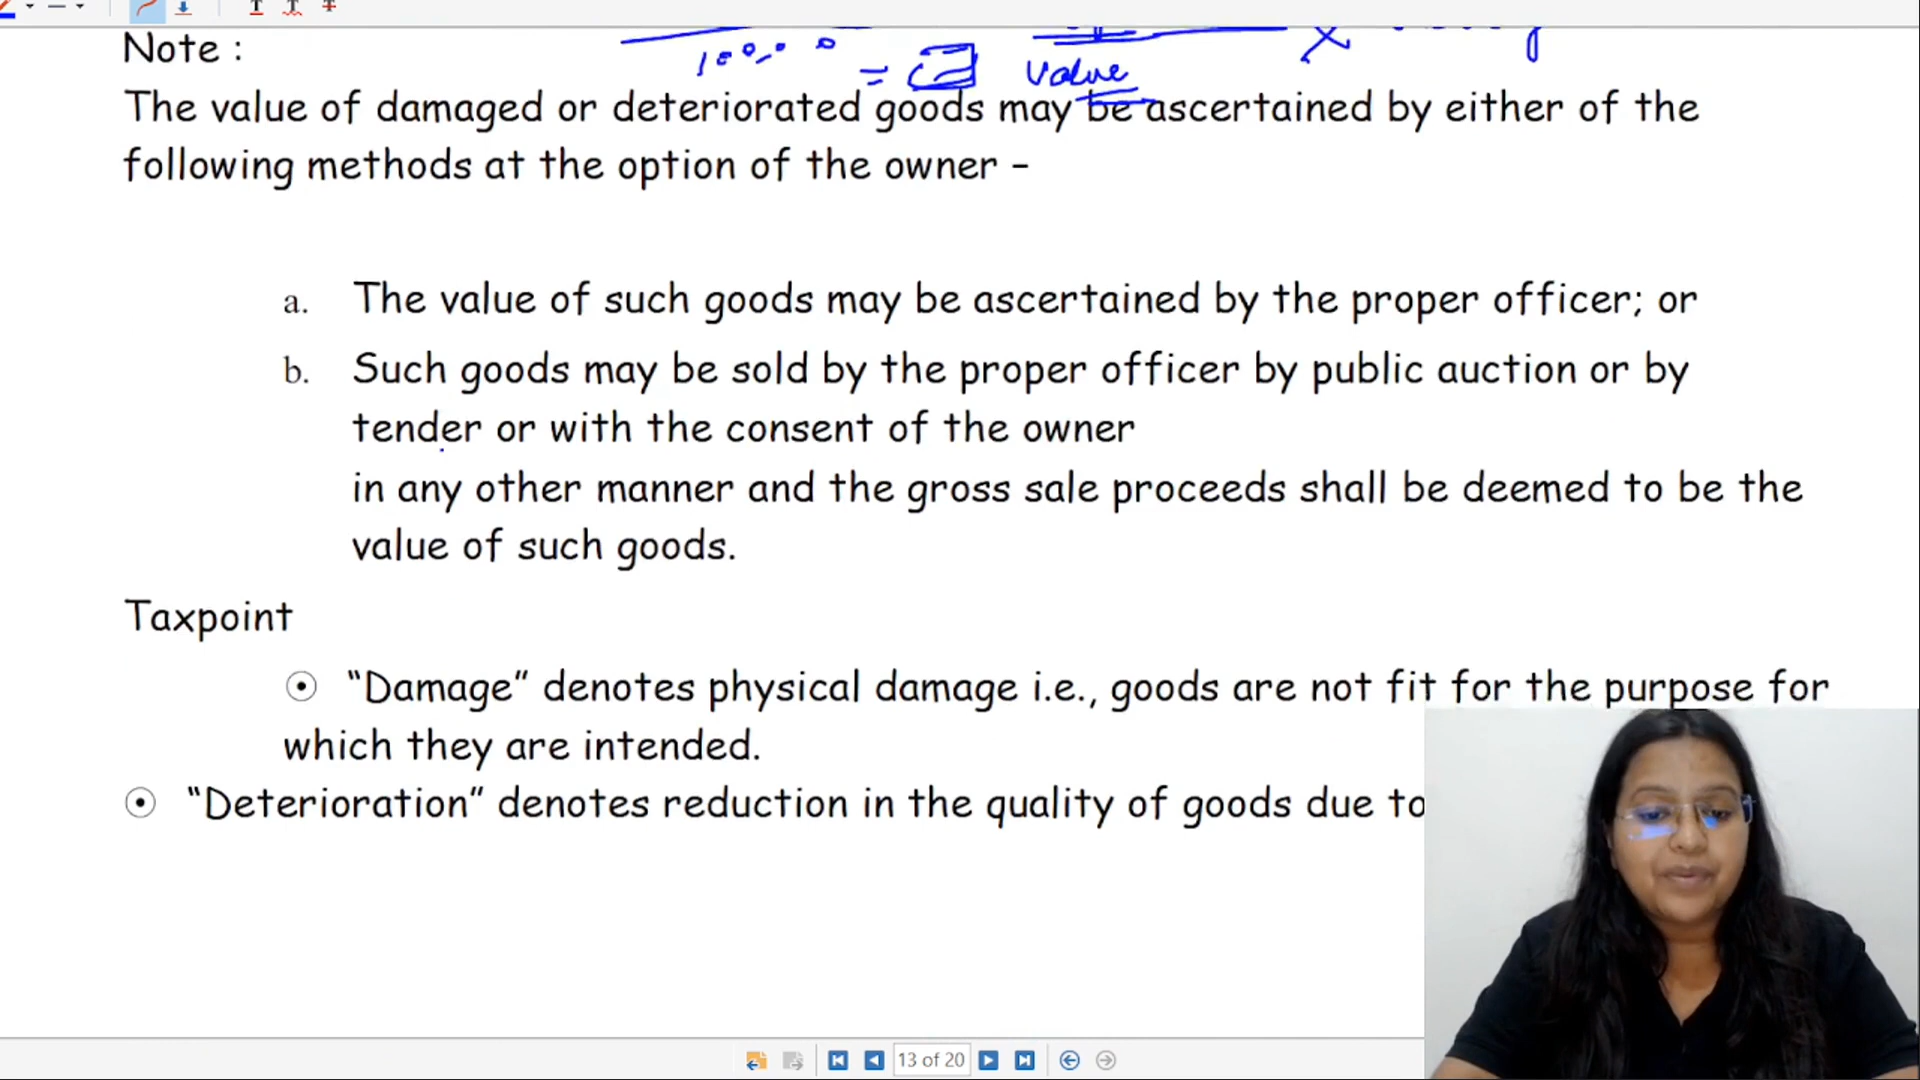 Note :
= value
The value of damaged or deteriorated goods may be ascertained by either of the
following methods at the option of the owner –
a. The value of such goods may be ascertained by the proper officer; or
b. Such goods may be sold by the proper officer by public auction or by
tender or with the consent of the owner
in any other manner and the gross sale proceeds shall be deemed to be the
value of such goods.
Taxpoint
"Damage" denotes physical damage i.e., goods are not fit for the purpose for
which they are intended.
"Deterioration" denotes reduction in the quality of goods due to
13 of 20